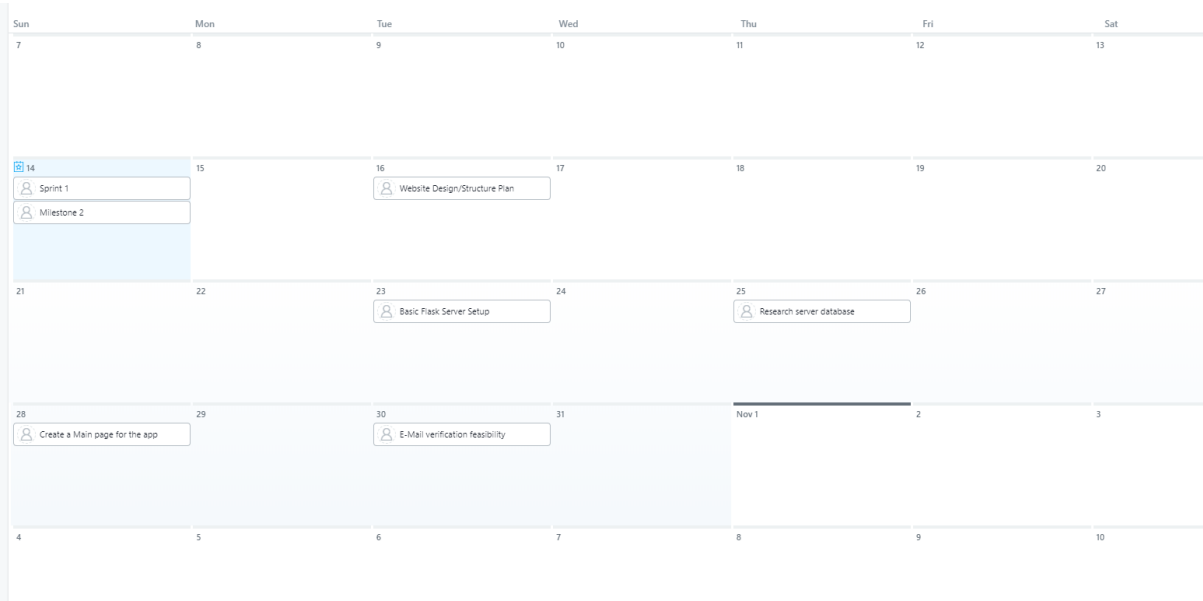 Sun Mon Tue Wed Thu Fri Sat
7 8 9 10 11 12 13
14 15 16 17 18 19 20
Sprint 1 Website Design/Structure Plan
Milestone 2
21 22 23 24 25 26 27
Basic Flask Server Setup Research server database
28 29 30 31 Nov 1 2 3
Create a Main page for the app E-Mail verification feasibility
4 5 6 7 8 9 10